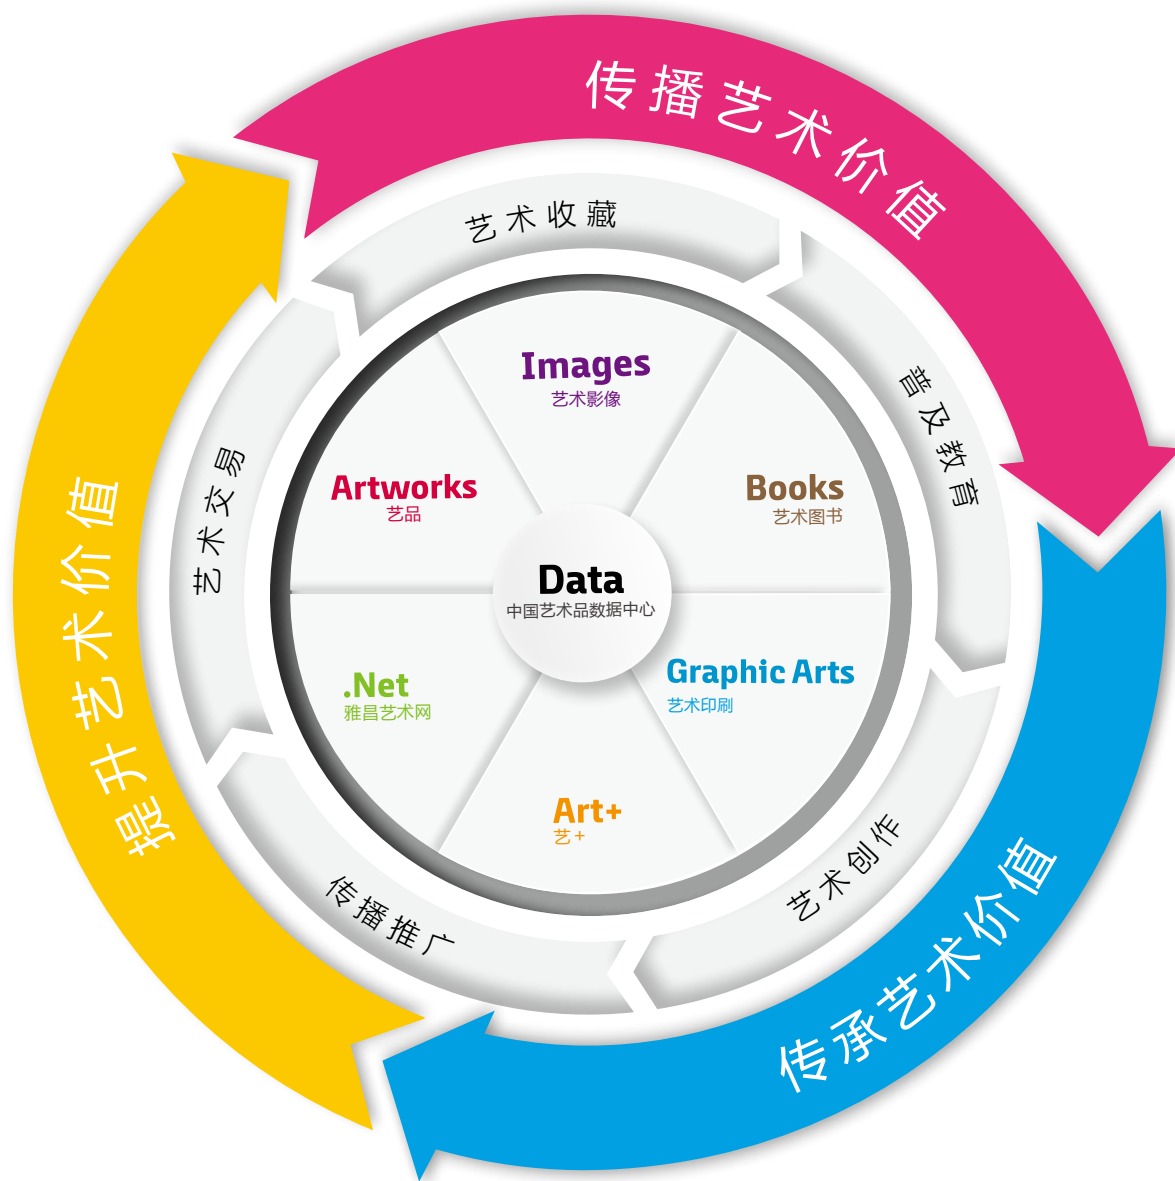 传播艺术价值
艺术收藏
普及教育
Images
艺术影像
Artworks
艺品
Books
艺术图书
艺术交易
提升艺术价值
Data
中国艺术品数据中心
.Net
雅昌艺术网
Graphic Arts
艺术印刷
Art+
艺+
传播推广
艺术创作
传承艺术价值